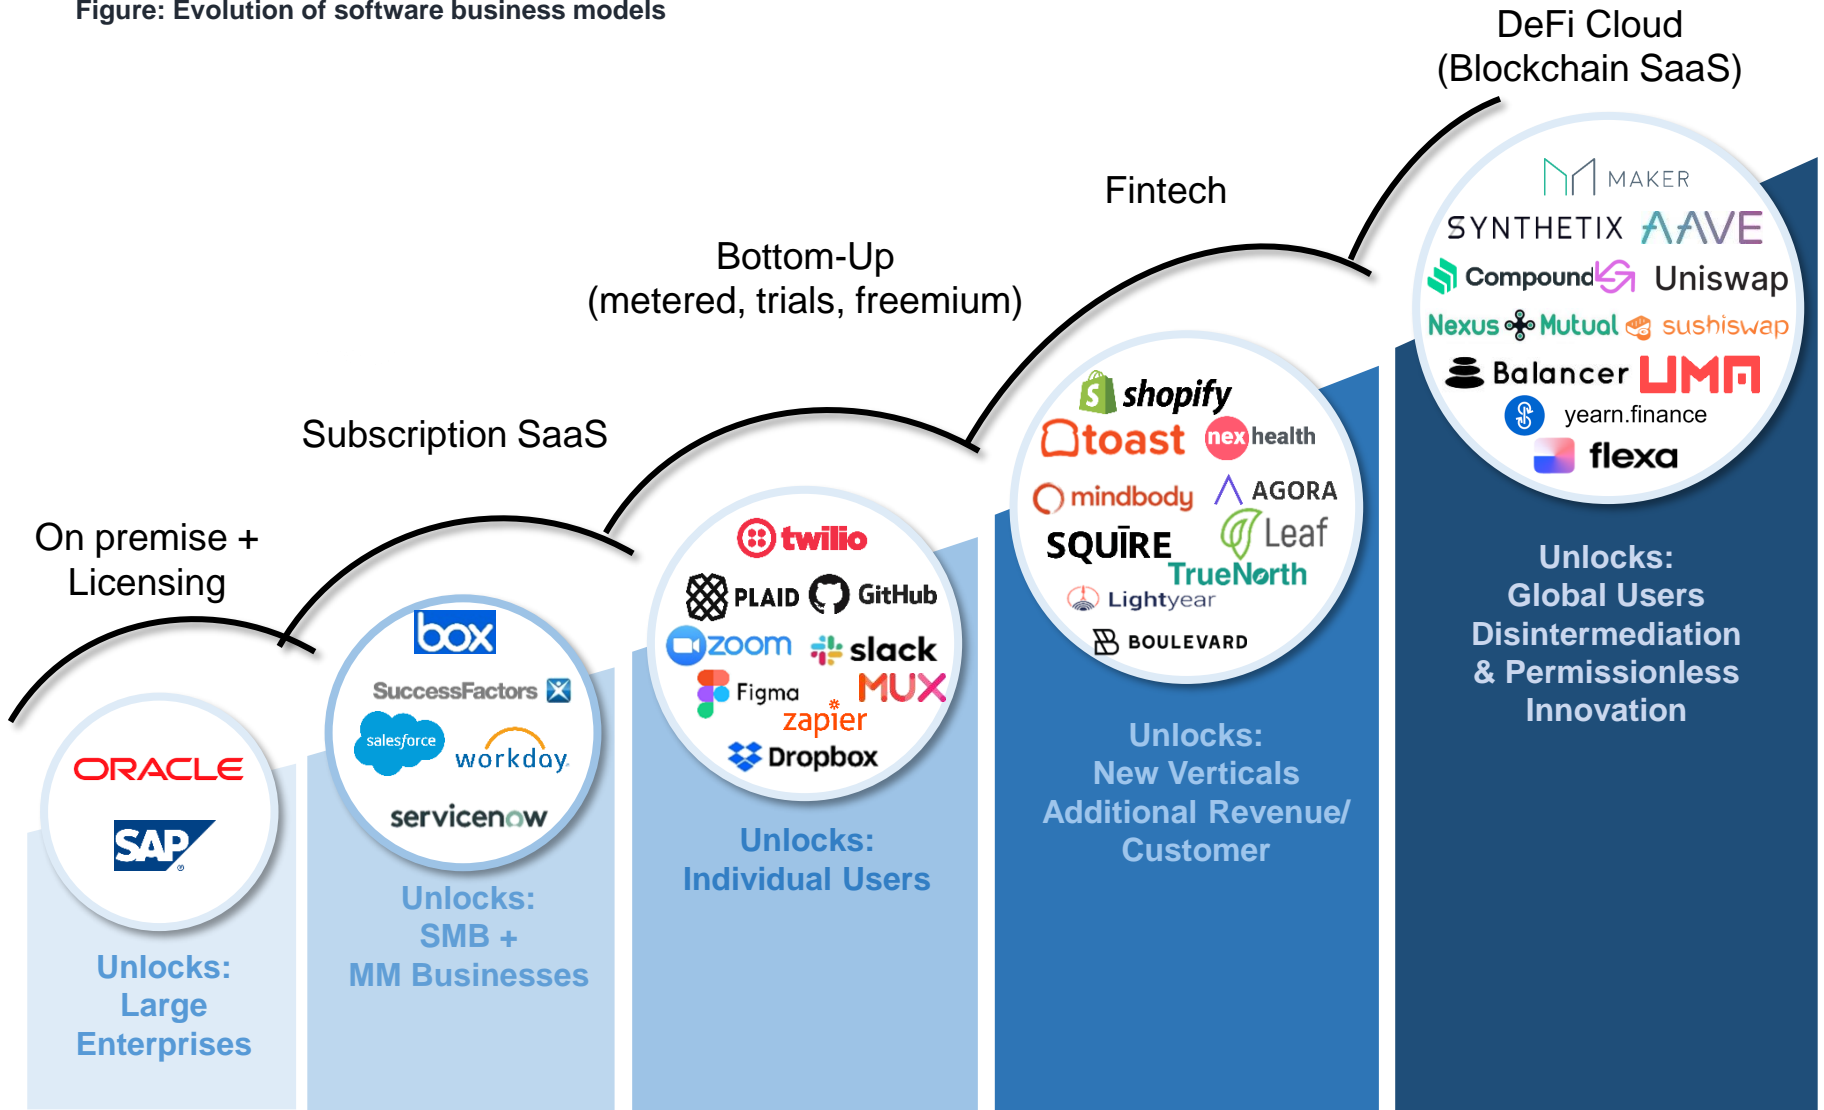 Figure: Evolution of software business models
On premise +
Licensing
ORACLE
SAP
®
Unlocks:
Large
Enterprises
Subscription SaaS
box
SuccessFactors
salesforce
workday
servicenow
Unlocks:
SMB +
MM Businesses
Bottom-Up
(metered, trials, freemium)
twilio
PLAID GitHub
zoom slack
Figma MUX
zapier
Dropbox
Unlocks:
Individual Users
Fintech
shopify
toast nexhealth
mindbody AGORA
SQUĪRE Leaf
TrueNorth
Lightyear
BOULEVARD
Unlocks:
New Verticals
Additional Revenue/
Customer
DeFi Cloud
(Blockchain SaaS)
MAKER
SYNTHETIX AAVE
Compound Uniswap
Nexus Mutual sushiswap
Balancer UMA
yearn.finance
flexa
Unlocks:
Global Users
Disintermediation
& Permissionless
Innovation